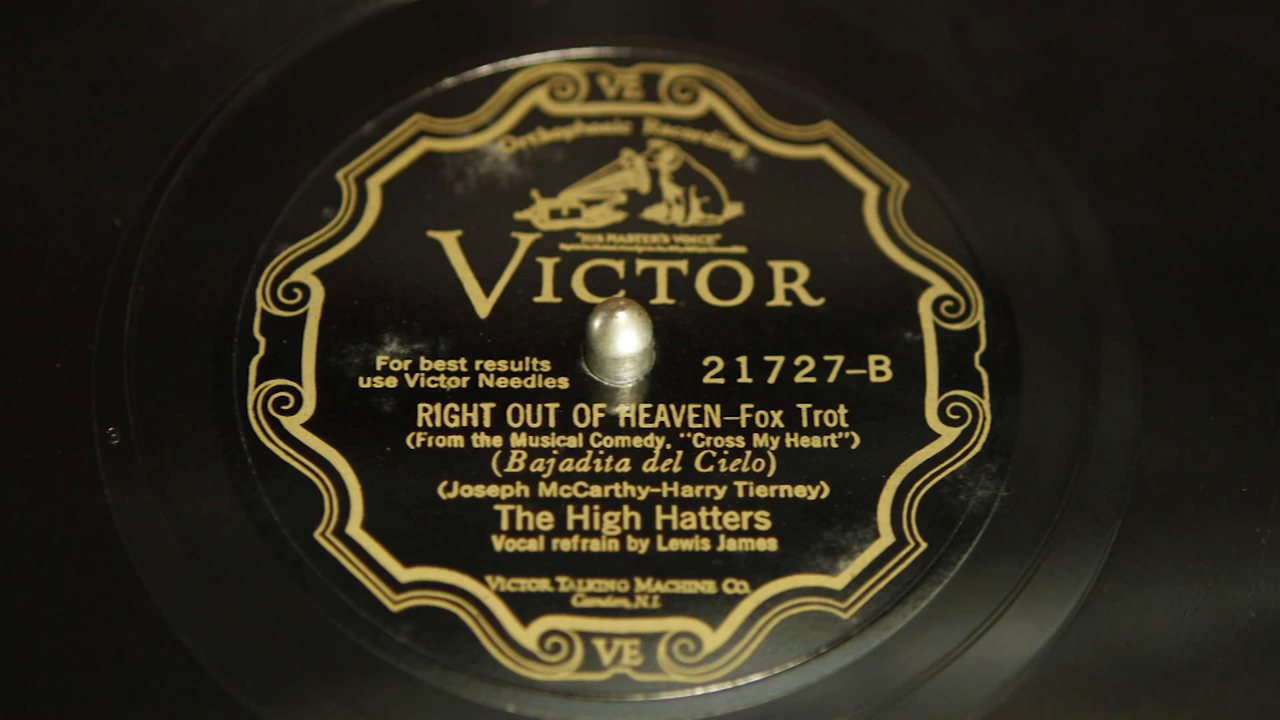 VE
Orthophonic Recording
"HIS MASTER'S VOICE"
VICTOR
For best results
use Victor Needles
21727-B
RIGHT OUT OF HEAVEN-Fox Trot
(From the Musical Comedy, "Cross My Heart")
(Bajadita del Cielo)
(Joseph McCarthy-Harry Tierney)
The High Hatters
Vocal refrain by Lewis James
VICTOR TALKING MACHINE CO.
Camden, N.J.
VE